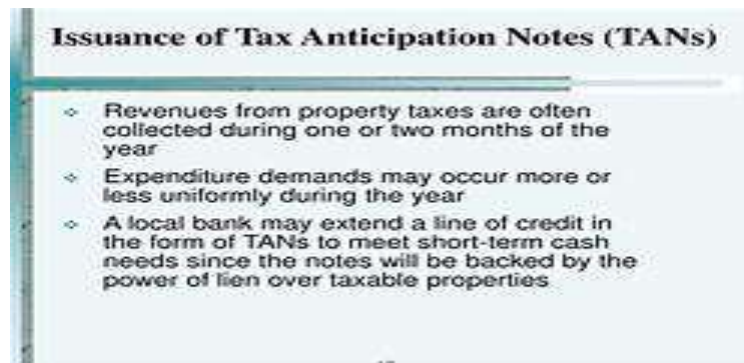 Issuance of Tax Anticipation Notes (TANs)
Revenues from property taxes are often
collected during one or two months of the
year
Expenditure demands may occur more or
less uniformly during the year
A local bank may extend a line of credit in
the form of TANs to meet short-term cash
needs since the notes will be backed by the
power of lien over taxable properties